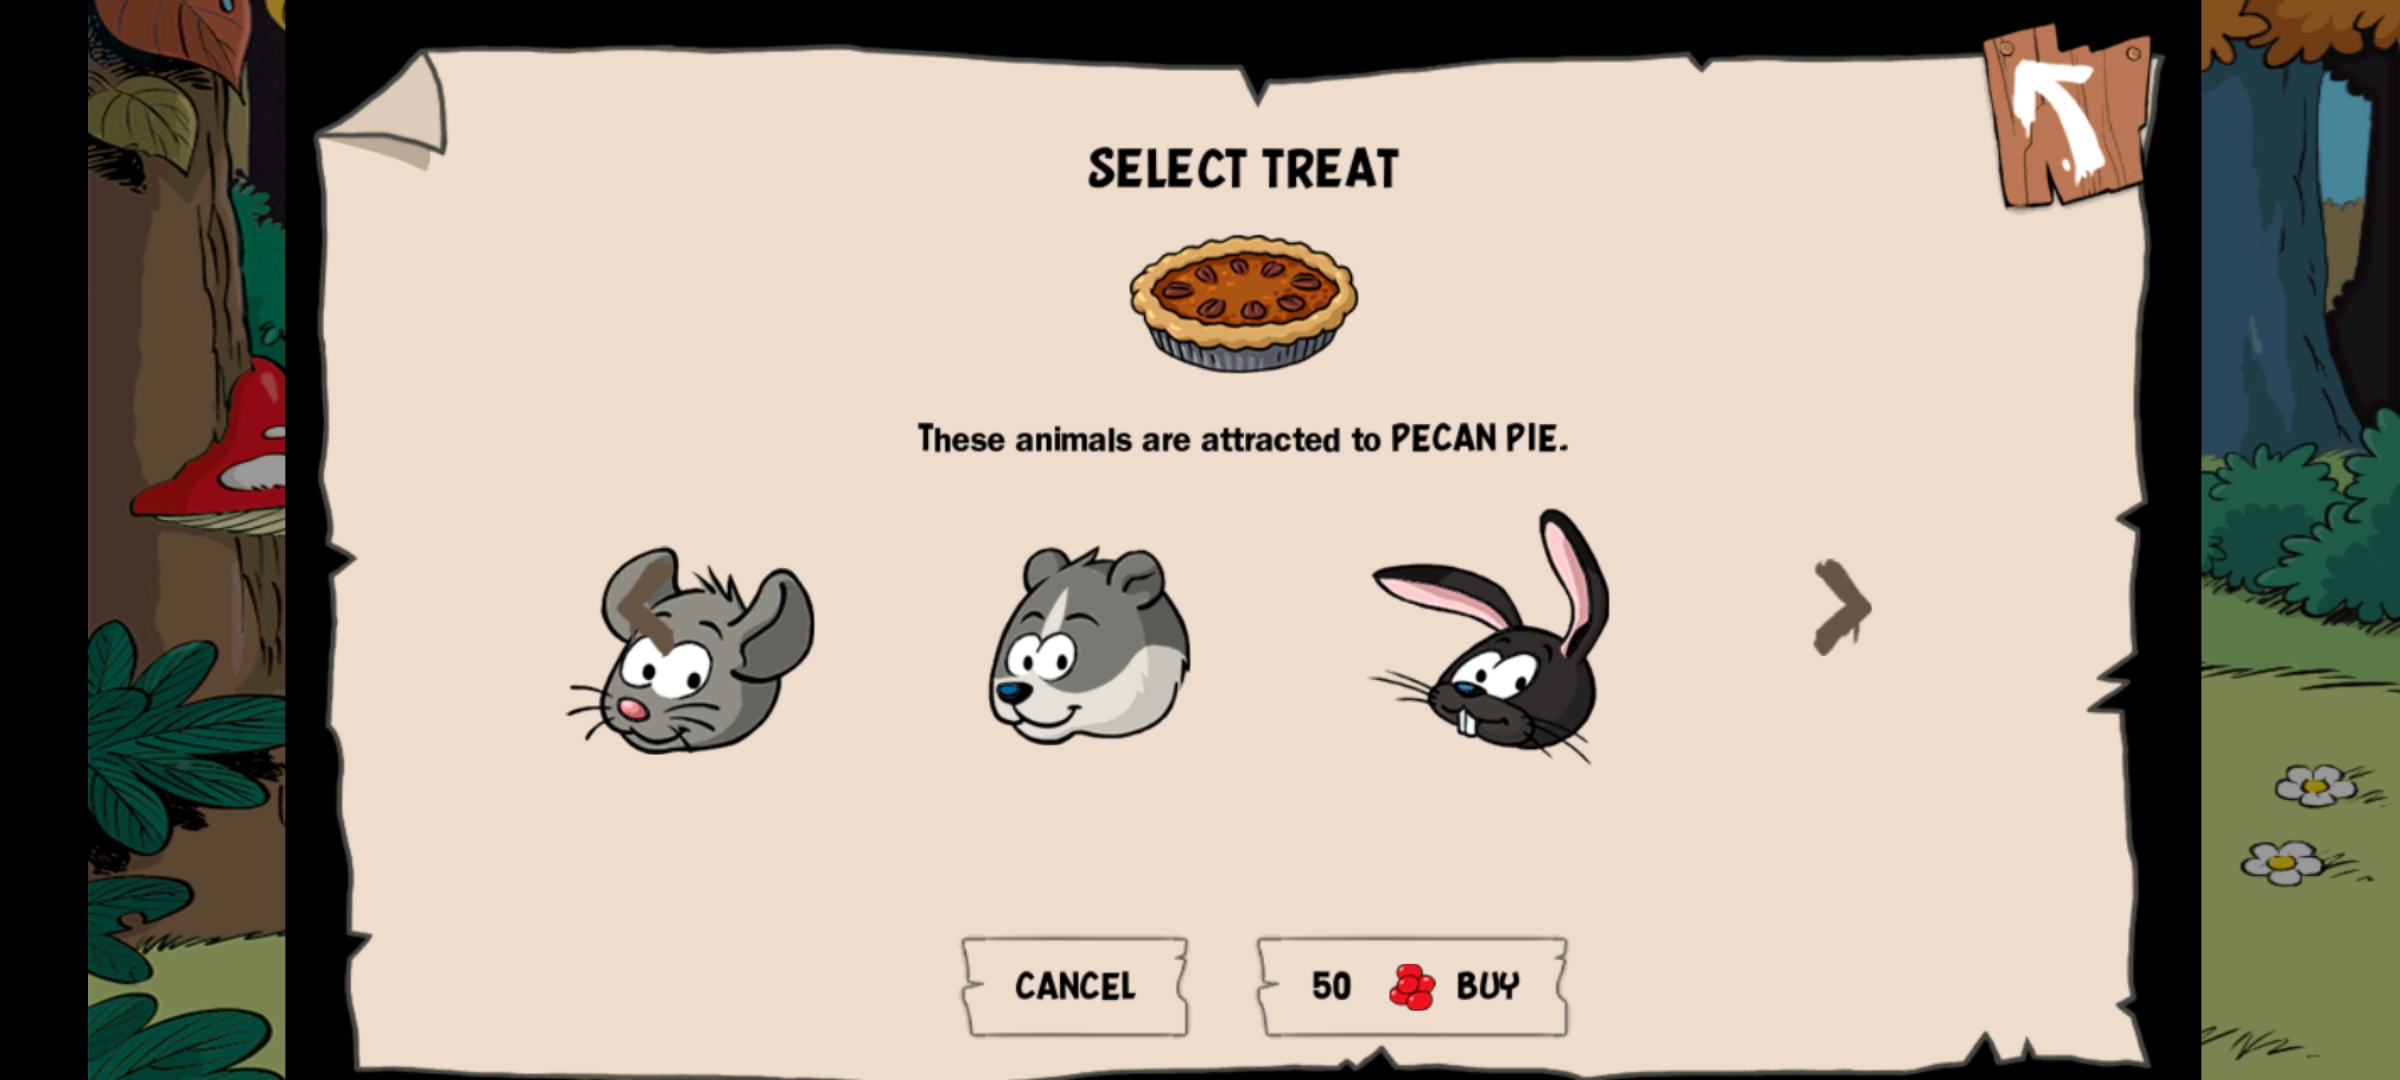 SELECT TREAT
These animals are attracted to PECAN PIE.
CANCEL
50 BUY